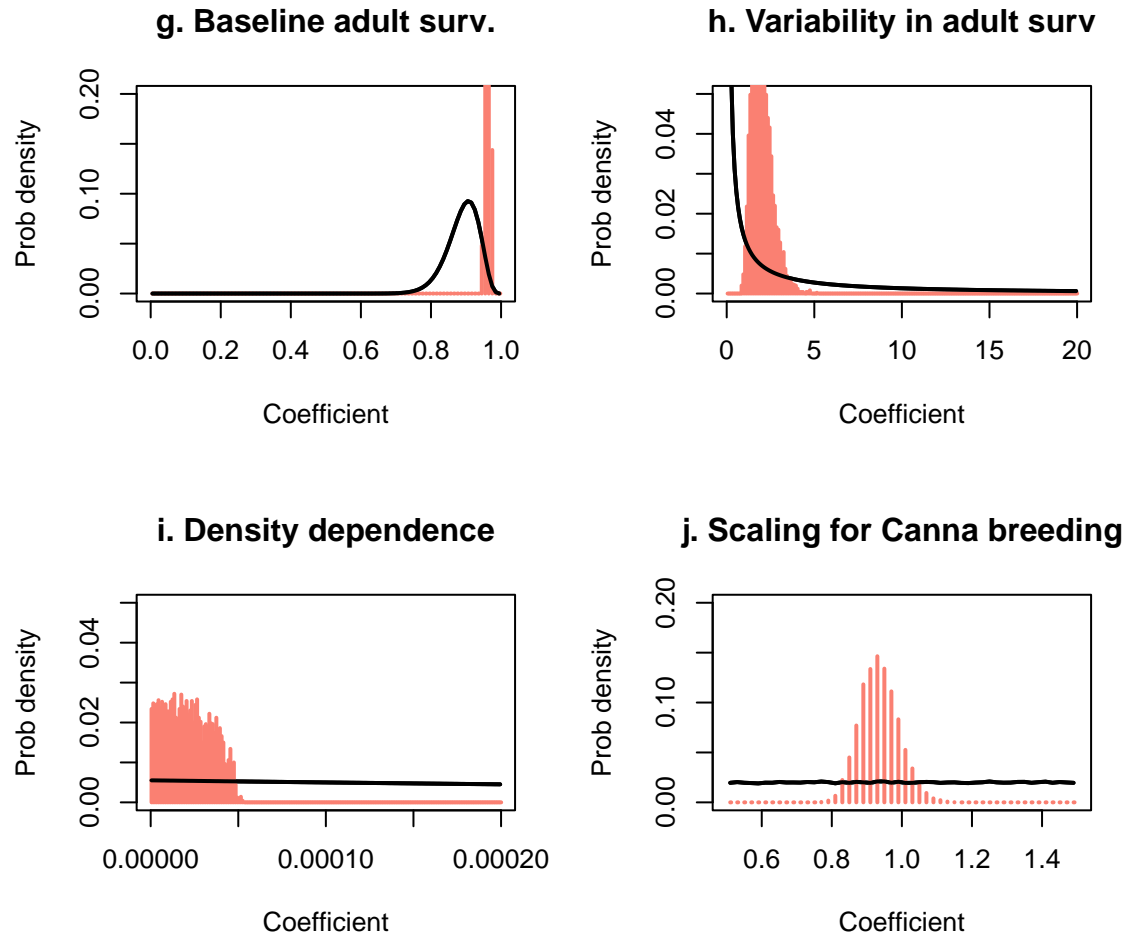 g. Baseline adult surv.
Prob density
0.00 0.10 0.20
0.0 0.2 0.4 0.6 0.8 1.0
Coefficient
h. Variability in adult surv
Prob density
0.00 0.02 0.04
0 5 10 15 20
Coefficient
i. Density dependence
Prob density
0.00 0.02 0.04
0.00000 0.00010 0.00020
Coefficient
j. Scaling for Canna breeding
Prob density
0.00 0.10 0.20
0.6 0.8 1.0 1.2 1.4
Coefficient